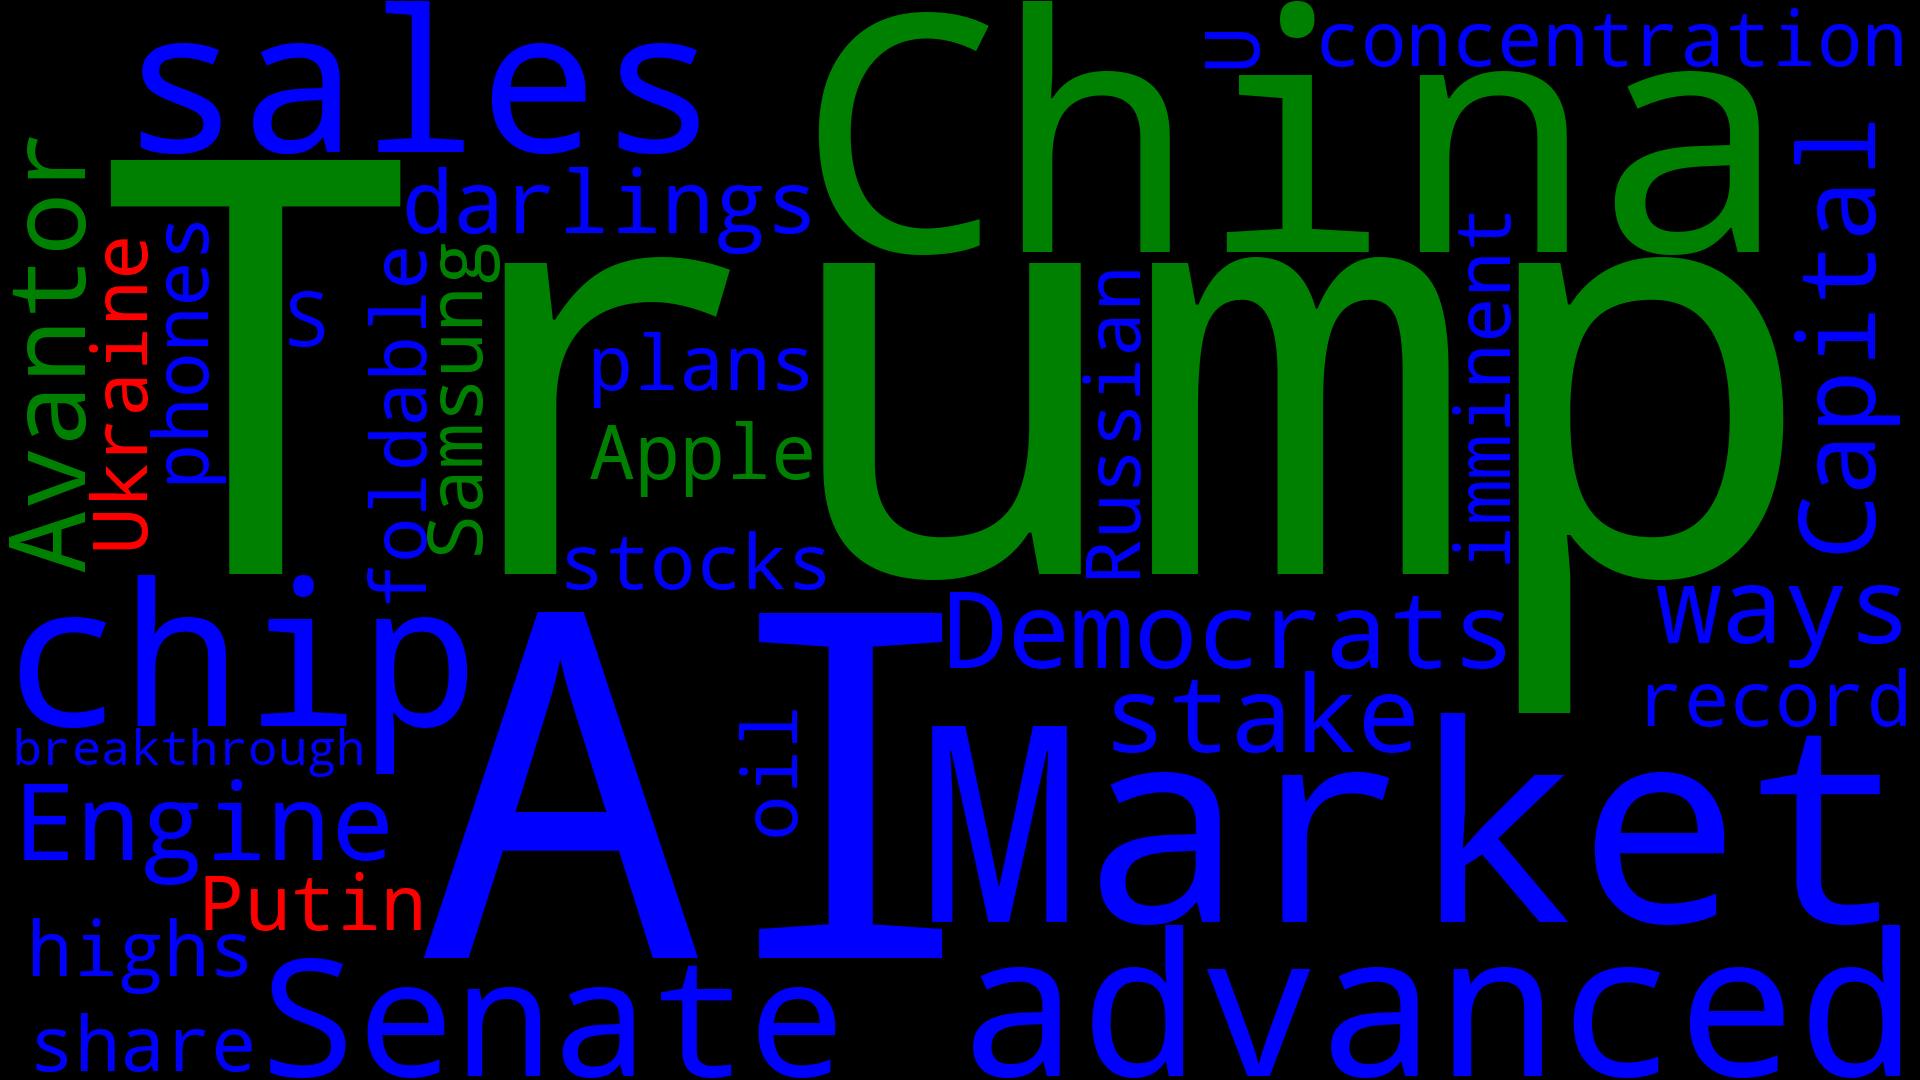 sales
China
U
concentration
Avantor
Ukraine
phones
Trump
S
darlings
foldable
Samsung
plans
Apple
stocks
Russian
imminent
Capital
chip
AI
oil
Democrats
ways
stake
record
breakthrough
Engine
Market
Putin
highs
share
Senate
advanced